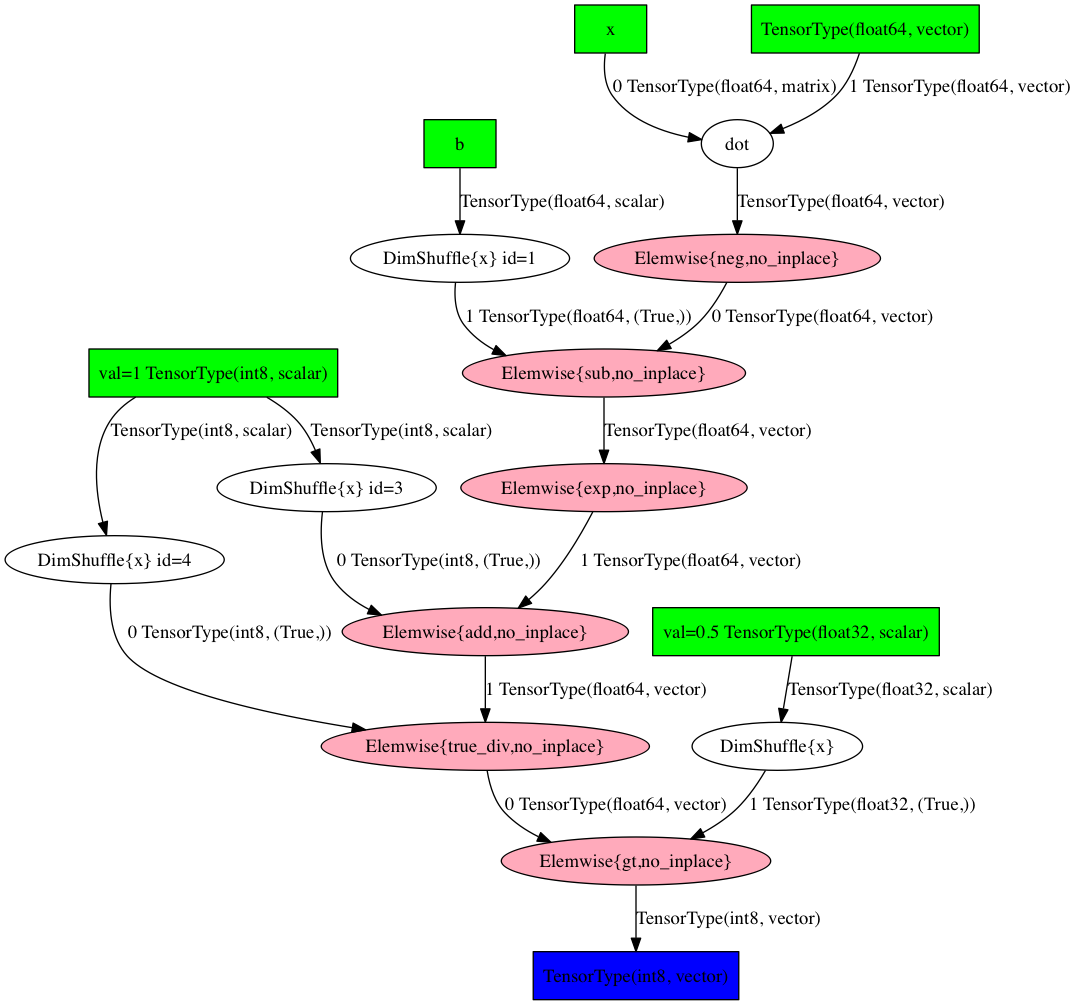 x
TensorType(float64, vector)
0 TensorType(float64, matrix)
1 TensorType(float64, vector)
b
dot
TensorType(float64, scalar)
TensorType(float64, vector)
DimShuffle{x} id=1
Elemwise{neg,no_inplace}
1 TensorType(float64, (True,))
0 TensorType(float64, vector)
val=1 TensorType(int8, scalar)
Elemwise{sub,no_inplace}
TensorType(int8, scalar)
TensorType(int8, scalar)
TensorType(float64, vector)
DimShuffle{x} id=3
Elemwise{exp,no_inplace}
DimShuffle{x} id=4
0 TensorType(int8, (True,))
1 TensorType(float64, vector)
0 TensorType(int8, (True,))
Elemwise{add,no_inplace}
val=0.5 TensorType(float32, scalar)
1 TensorType(float64, vector)
TensorType(float32, scalar)
Elemwise{true_div,no_inplace}
DimShuffle{x}
0 TensorType(float64, vector)
1 TensorType(float32, (True,))
Elemwise{gt,no_inplace}
TensorType(int8, vector)
TensorType(int8, vector)